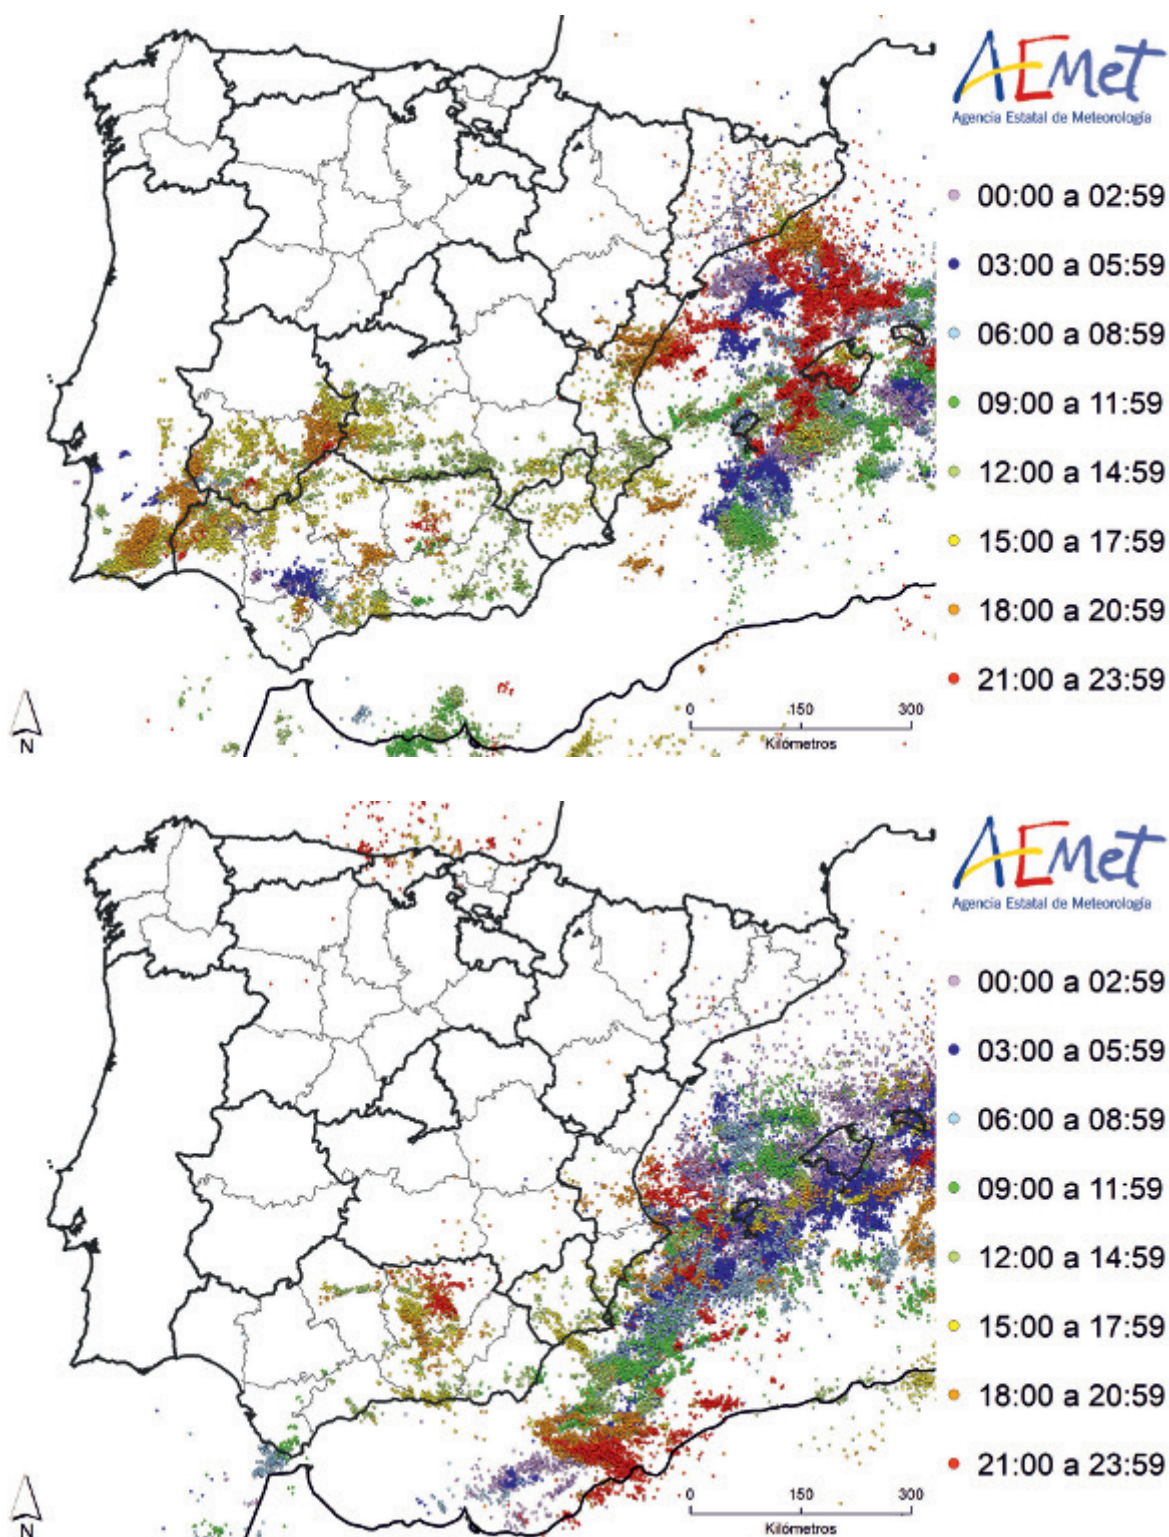 AEMet
Agencia Estatal de Meteorología
00:00 a 02:59
03:00 a 05:59
06:00 a 08:59
09:00 a 11:59
12:00 a 14:59
15:00 a 17:59
18:00 a 20:59
21:00 a 23:59
N
0 150 300
Kilómetros
AEMet
Agencia Estatal de Meteorología
00:00 a 02:59
03:00 a 05:59
06:00 a 08:59
09:00 a 11:59
12:00 a 14:59
15:00 a 17:59
18:00 a 20:59
21:00 a 23:59
N
0 150 300
Kilómetros